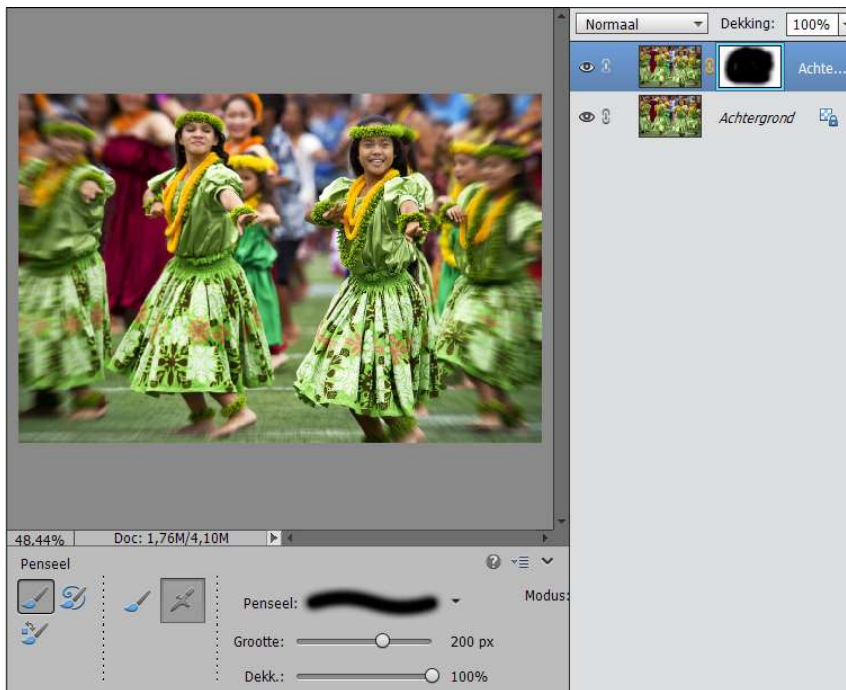 Normaal Dekking: 100%
Achte...
Achtergrond
48,44% Doc: 1,76M/4,10M
Penseel
Penseel: Modus:
Grootte: 200 px
Dekk.: 100%